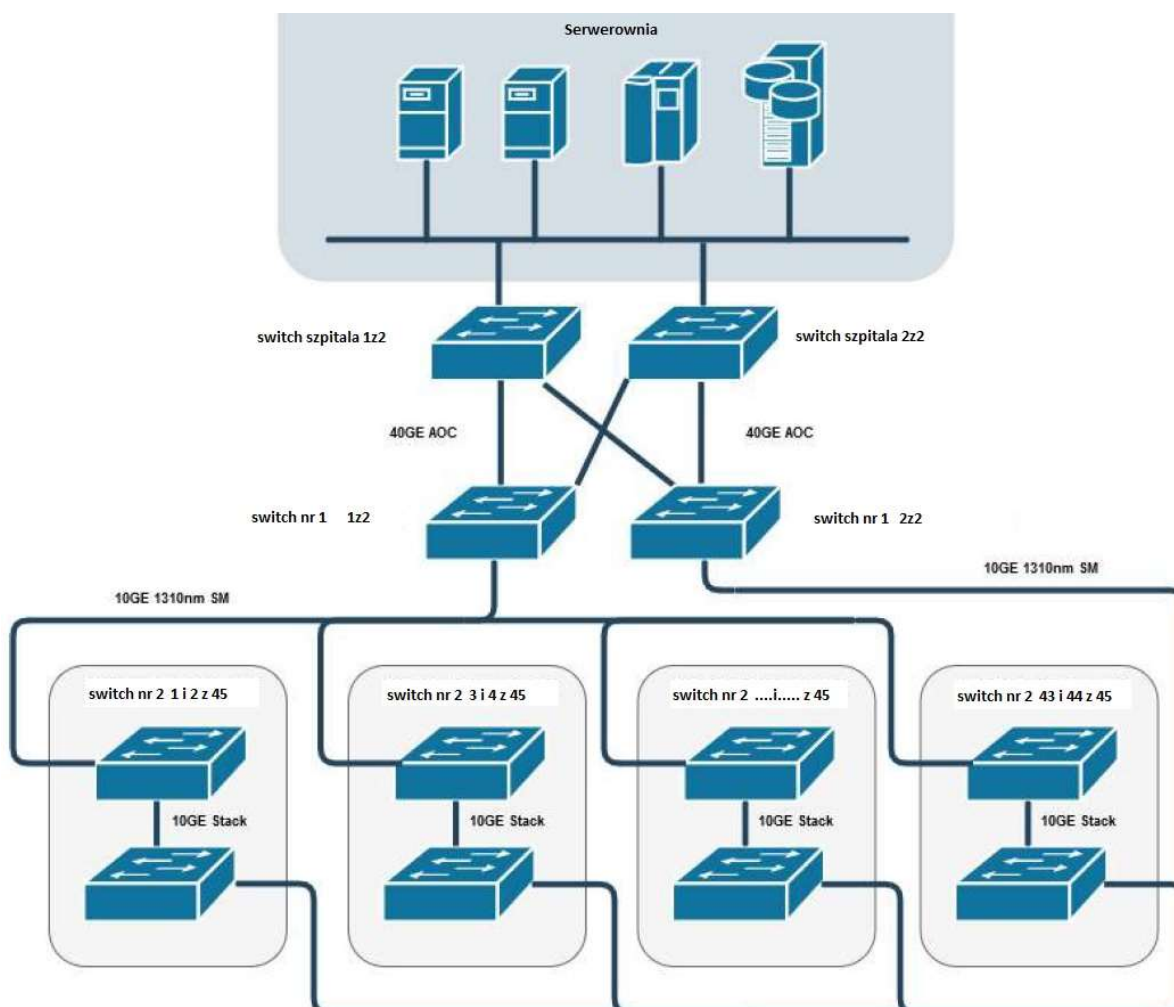 Serwerownia
switch szpitala 1z2
switch szpitala 2z2
40GE AOC
40GE AOC
switch nr 1 1z2
switch nr 1 2z2
10GE 1310nm SM
10GE 1310nm SM
switch nr 2 1 i 2 z 45
switch nr 2 3 i 4 z 45
switch nr 2 ....i..... z 45
switch nr 2 43 i 44 z 45
10GE Stack
10GE Stack
10GE Stack
10GE Stack